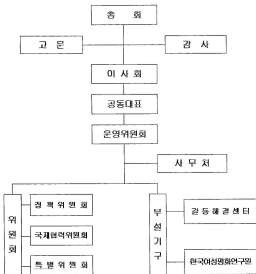 총 회
고 문
감 사
이 사 회
공동대표
운영위원회
사 무 처
위원회
정 책 위 원 회
국제협력위원회
특 별 위 원 회
부설기구
갈 등 해 결 센 터
한국여성평화연구원